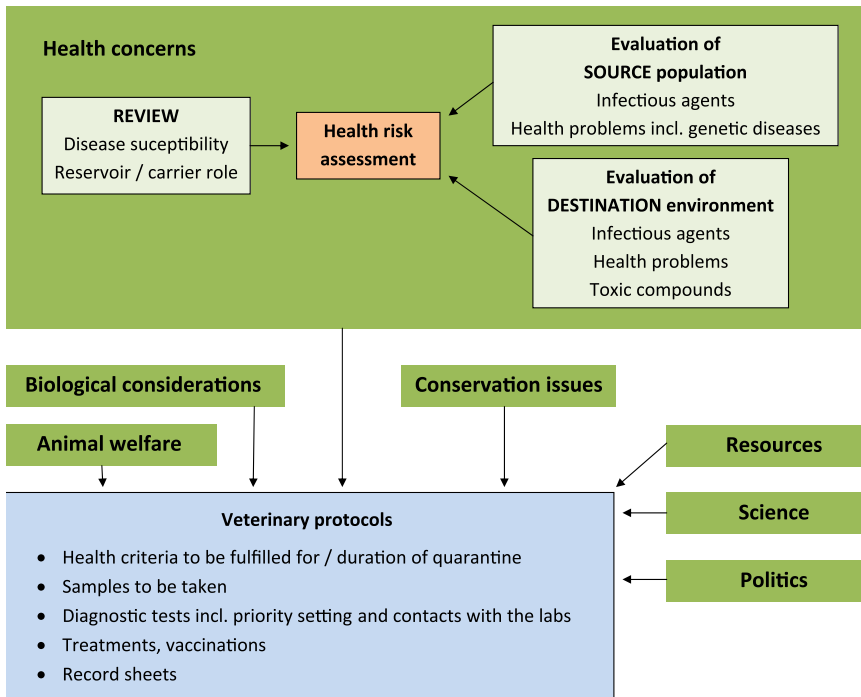 Health concerns
REVIEW
Disease suceptibility
Reservoir / carrier role
Health risk
assessment
Evaluation of
SOURCE population
Infectious agents
Health problems incl. genetic diseases
Evaluation of
DESTINATION environment
Infectious agents
Health problems
Toxic compounds
Biological considerations
Conservation issues
Animal welfare
Resources
Science
Politics
Veterinary protocols
• Health criteria to be fulfilled for / duration of quarantine
• Samples to be taken
• Diagnostic tests incl. priority setting and contacts with the labs
• Treatments, vaccinations
• Record sheets